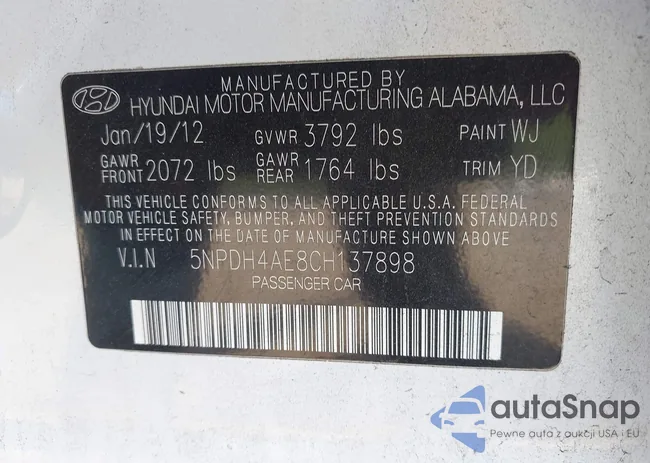 MANUFACTURED BY
HYUNDAI MOTOR MANUFACTURING ALABAMA, LLC
Jan/19/12 GVWR 3792 lbs PAINT WJ
GAWR FRONT 2072 lbs GAWR REAR 1764 lbs TRIM YD
THIS VEHICLE CONFORMS TO ALL APPLICABLE U.S.A. FEDERAL
MOTOR VEHICLE SAFETY, BUMPER, AND THEFT PREVENTION STANDARDS
IN EFFECT ON THE DATE OF MANUFACTURE SHOWN ABOVE
V.I.N 5NPDH4AE8CH137898
PASSENGER CAR
autaSnap
Pewne auta z aukcji USA i EU